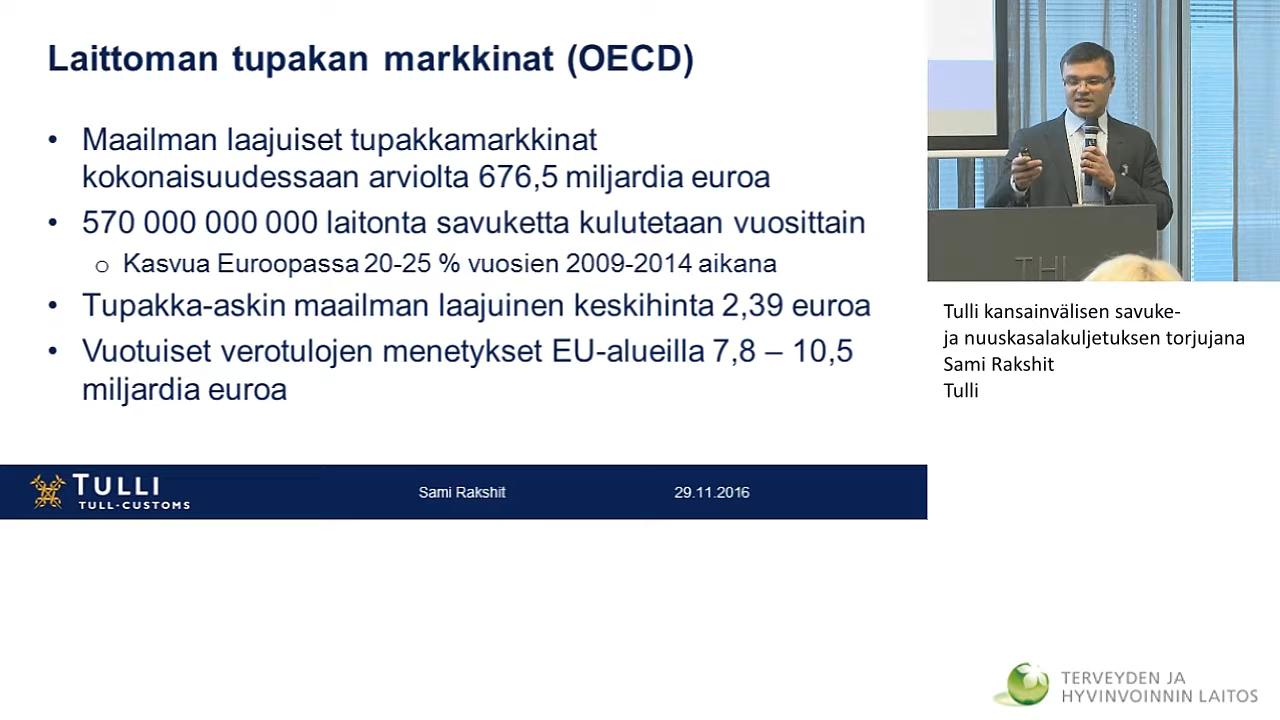 Laittoman tupakan markkinat (OECD)
• Maailman laajuiset tupakkamarkkinat
kokonaisuudessaan arviolta 676,5 miljardia euroa
• 570 000 000 000 laitonta savuketta kulutetaan vuosittain
o Kasvua Euroopassa 20-25 % vuosien 2009-2014 aikana
• Tupakka-askin maailman laajuinen keskihinta 2,39 euroa
• Vuotuiset verotulojen menetykset EU-alueilla 7,8 – 10,5
miljardia euroa
TULLI
TULL·CUSTOMS
Sami Rakshit
29.11.2016
THL
Tulli kansainvälisen savuke-
ja nuuskasalakuljetuksen torjujana
Sami Rakshit
Tulli
TERVEYDEN JA
HYVINVOINNIN LAITOS